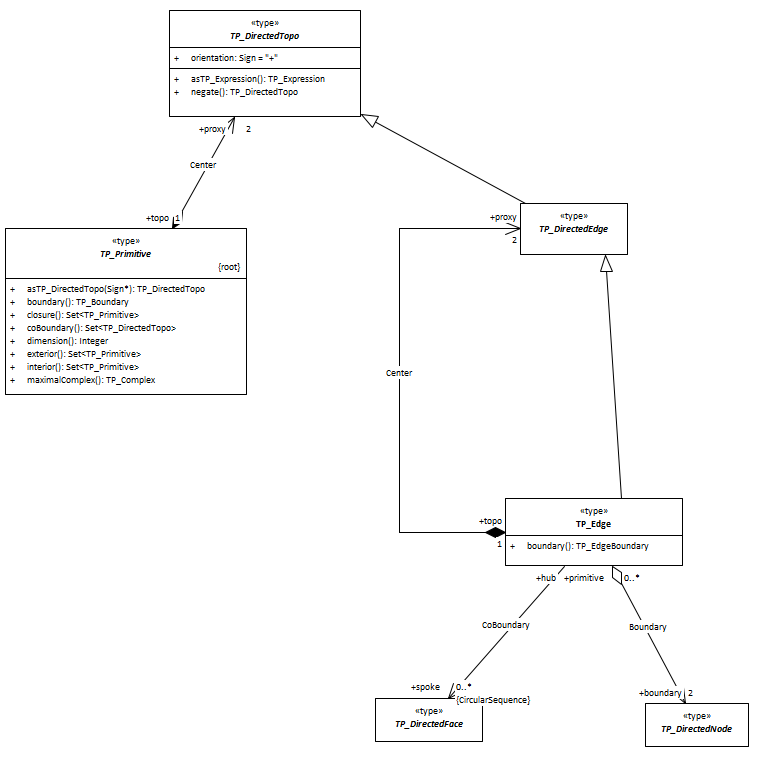 «type»
TP_DirectedTopo
+ orientation: Sign = "+"
+ asTP_Expression(): TP_Expression
+ negate(): TP_DirectedTopo
+proxy 2
Center
+topo 1
«type»
TP_Primitive
{root}
+ asTP_DirectedTopo(Sign*): TP_DirectedTopo
+ boundary(): TP_Boundary
+ closure(): Set<TP_Primitive>
+ coBoundary(): Set<TP_DirectedTopo>
+ dimension(): Integer
+ exterior(): Set<TP_Primitive>
+ interior(): Set<TP_Primitive>
+ maximalComplex(): TP_Complex
+proxy
2
«type»
TP_DirectedEdge
Center
+topo
1
«type»
TP_Edge
+ boundary(): TP_EdgeBoundary
+hub +primitive 0..*
CoBoundary
Boundary
+spoke 0..*
{CircularSequence}
+boundary 2
«type»
TP_DirectedFace
«type»
TP_DirectedNode